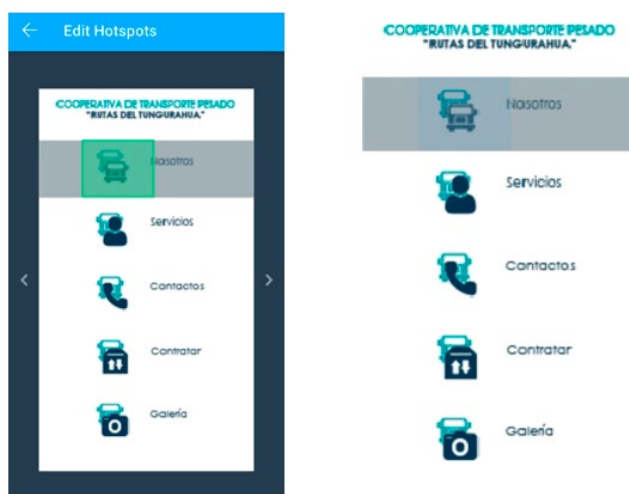 Edit Hotspots
COOPERATIVA DE TRANSPORTE PESADO
"RUTAS DEL TUNGURAHUA."
Nosotros
Servicios
Contactos
Contratar
Galería
COOPERATIVA DE TRANSPORTE PESADO
"RUTAS DEL TUNGURAHUA."
Nosotros
Servicios
Contactos
Contratar
Galería